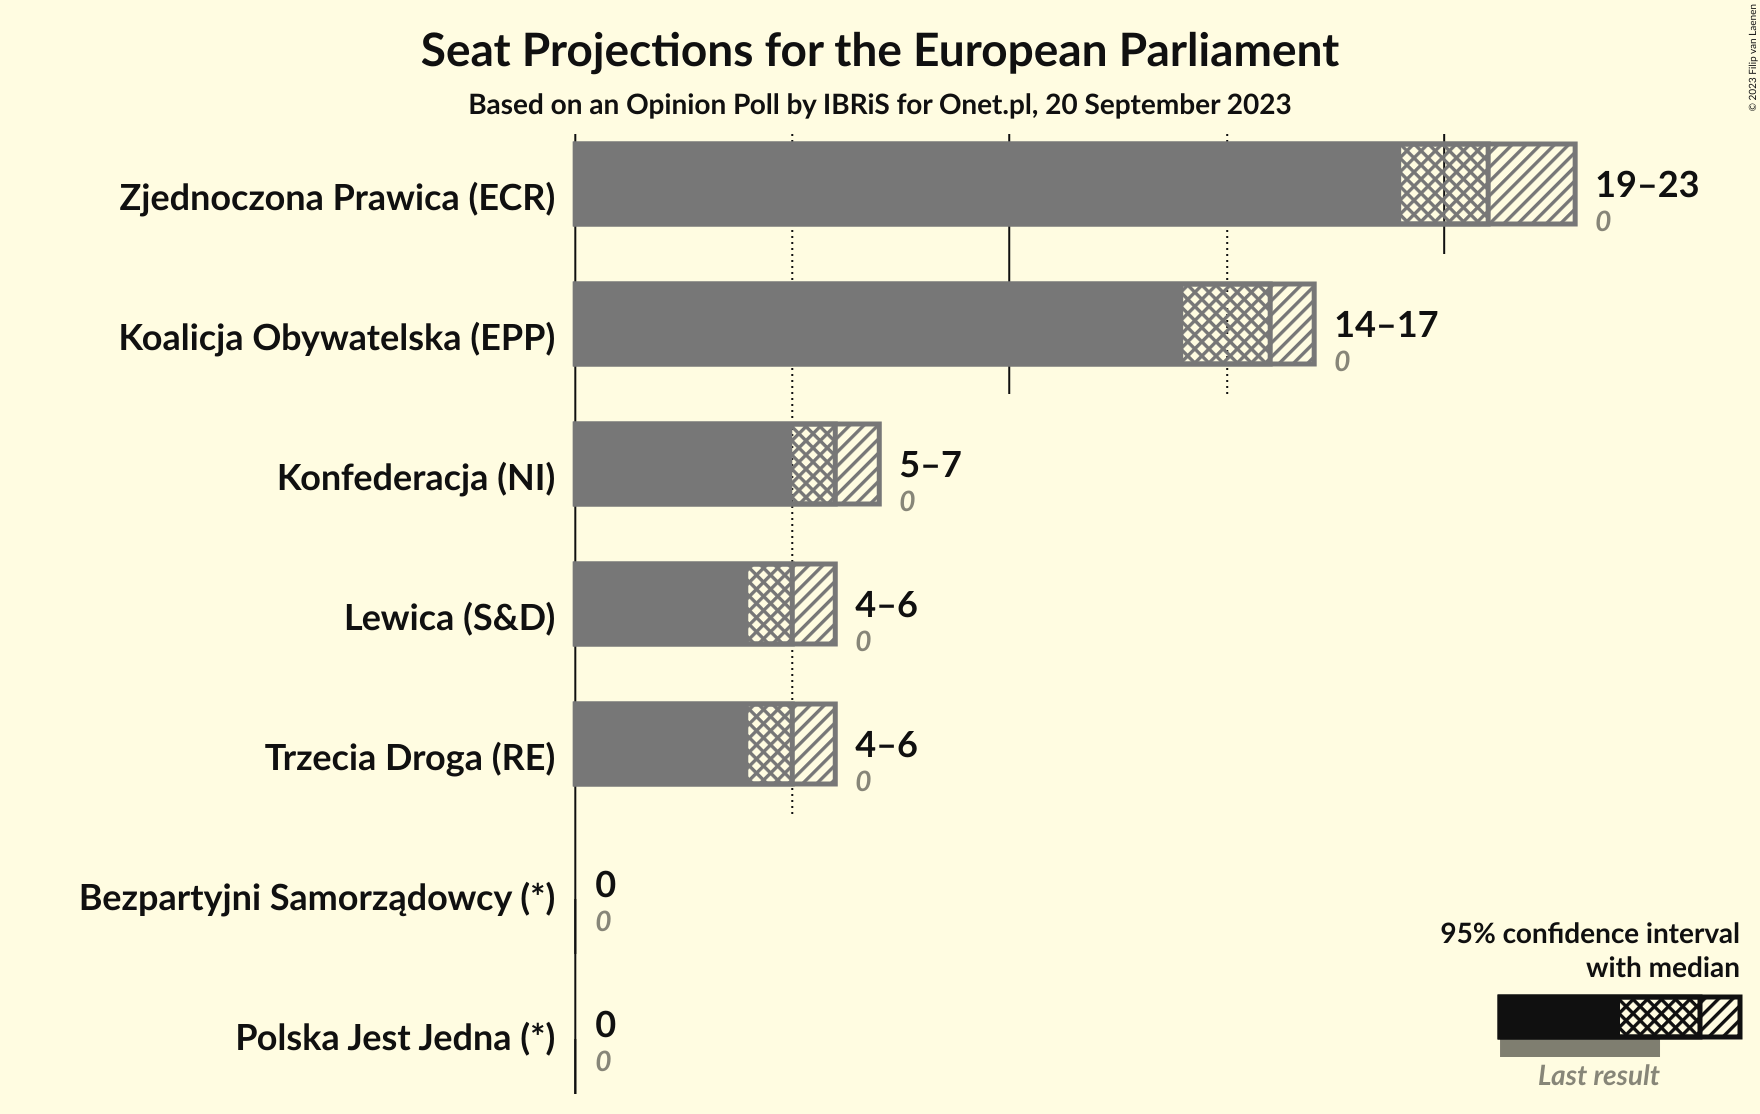 Seat Projections for the European Parliament
Based on an Opinion Poll by IBRiS for Onet.pl, 20 September 2023
© 2023 Filip van Laenen
Zjednoczona Prawica (ECR)
19–23
0
Koalicja Obywatelska (EPP)
14–17
0
Konfederacja (NI)
5–7
0
Lewica (S&D)
4–6
0
Trzecia Droga (RE)
4–6
0
Bezpartyjni Samorządowcy (*)
0
0
Polska Jest Jedna (*)
0
0
95% confidence interval
with median
Last result